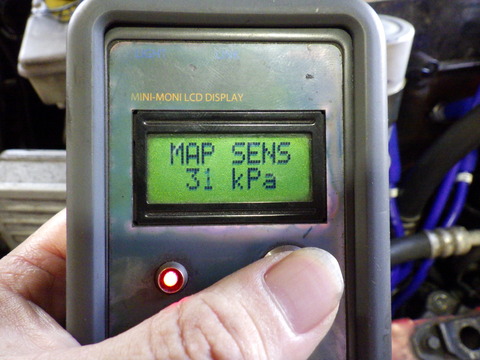 MINI-MONI LCD DISPLAY
MAP SENS
31 kPa